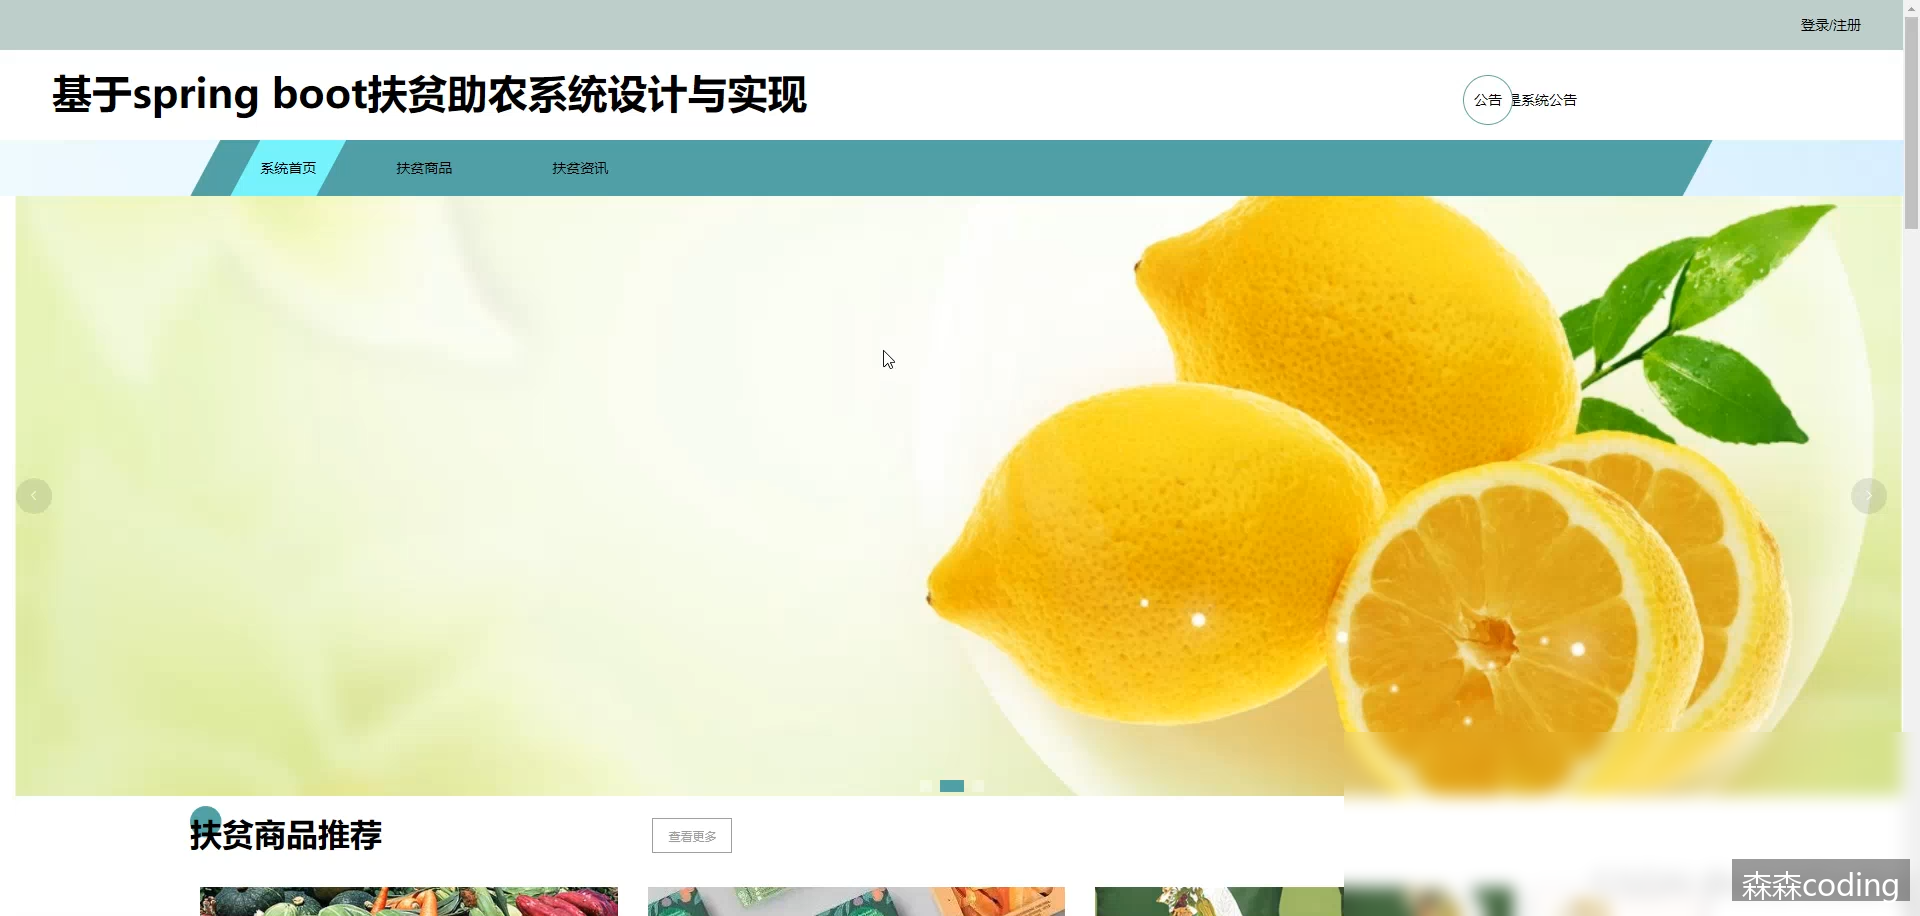 登录/注册
基于spring boot扶贫助农系统设计与实现
公告
是系统公告
系统首页
扶贫商品
扶贫资讯
扶贫商品推荐
查看更多
森森coding